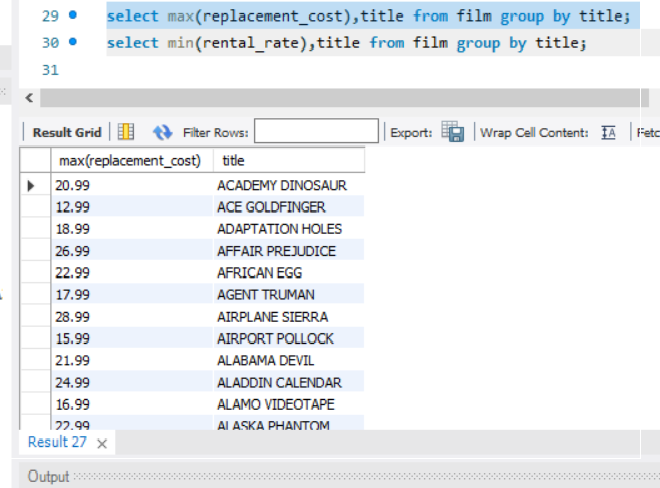 29 select max(replacement_cost),title from film group by title;
30 select min(rental_rate),title from film group by title;
31
Result Grid Filter Rows: Export: Wrap Cell Content: Fetc
max(replacement_cost) title
20.99 ACADEMY DINOSAUR
12.99 ACE GOLDFINGER
18.99 ADAPTATION HOLES
26.99 AFFAIR PREJUDICE
22.99 AFRICAN EGG
17.99 AGENT TRUMAN
28.99 AIRPLANE SIERRA
15.99 AIRPORT POLLOCK
21.99 ALABAMA DEVIL
24.99 ALADDIN CALENDAR
16.99 ALAMO VIDEOTAPE
22.99 ALASKA PHANTOM
Result 27
Output